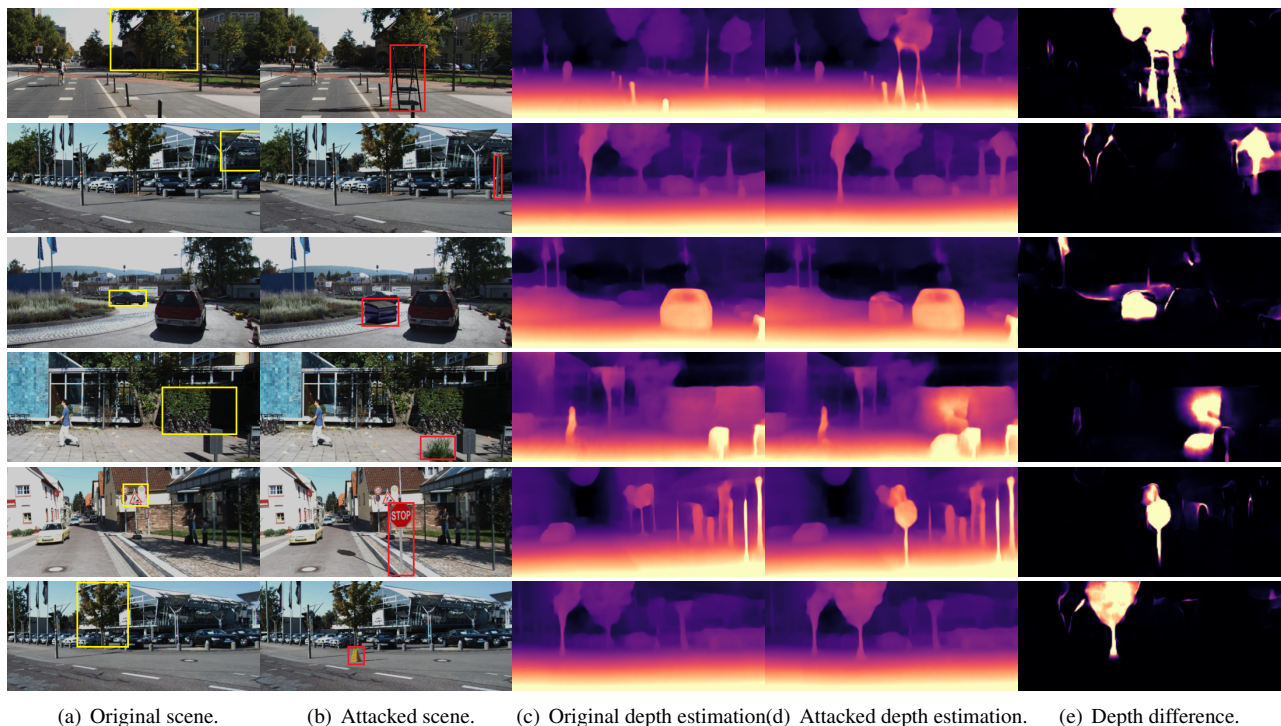 STOP
(a) Original scene. (b) Attacked scene. (c) Original depth estimation.(d) Attacked depth estimation. (e) Depth difference.